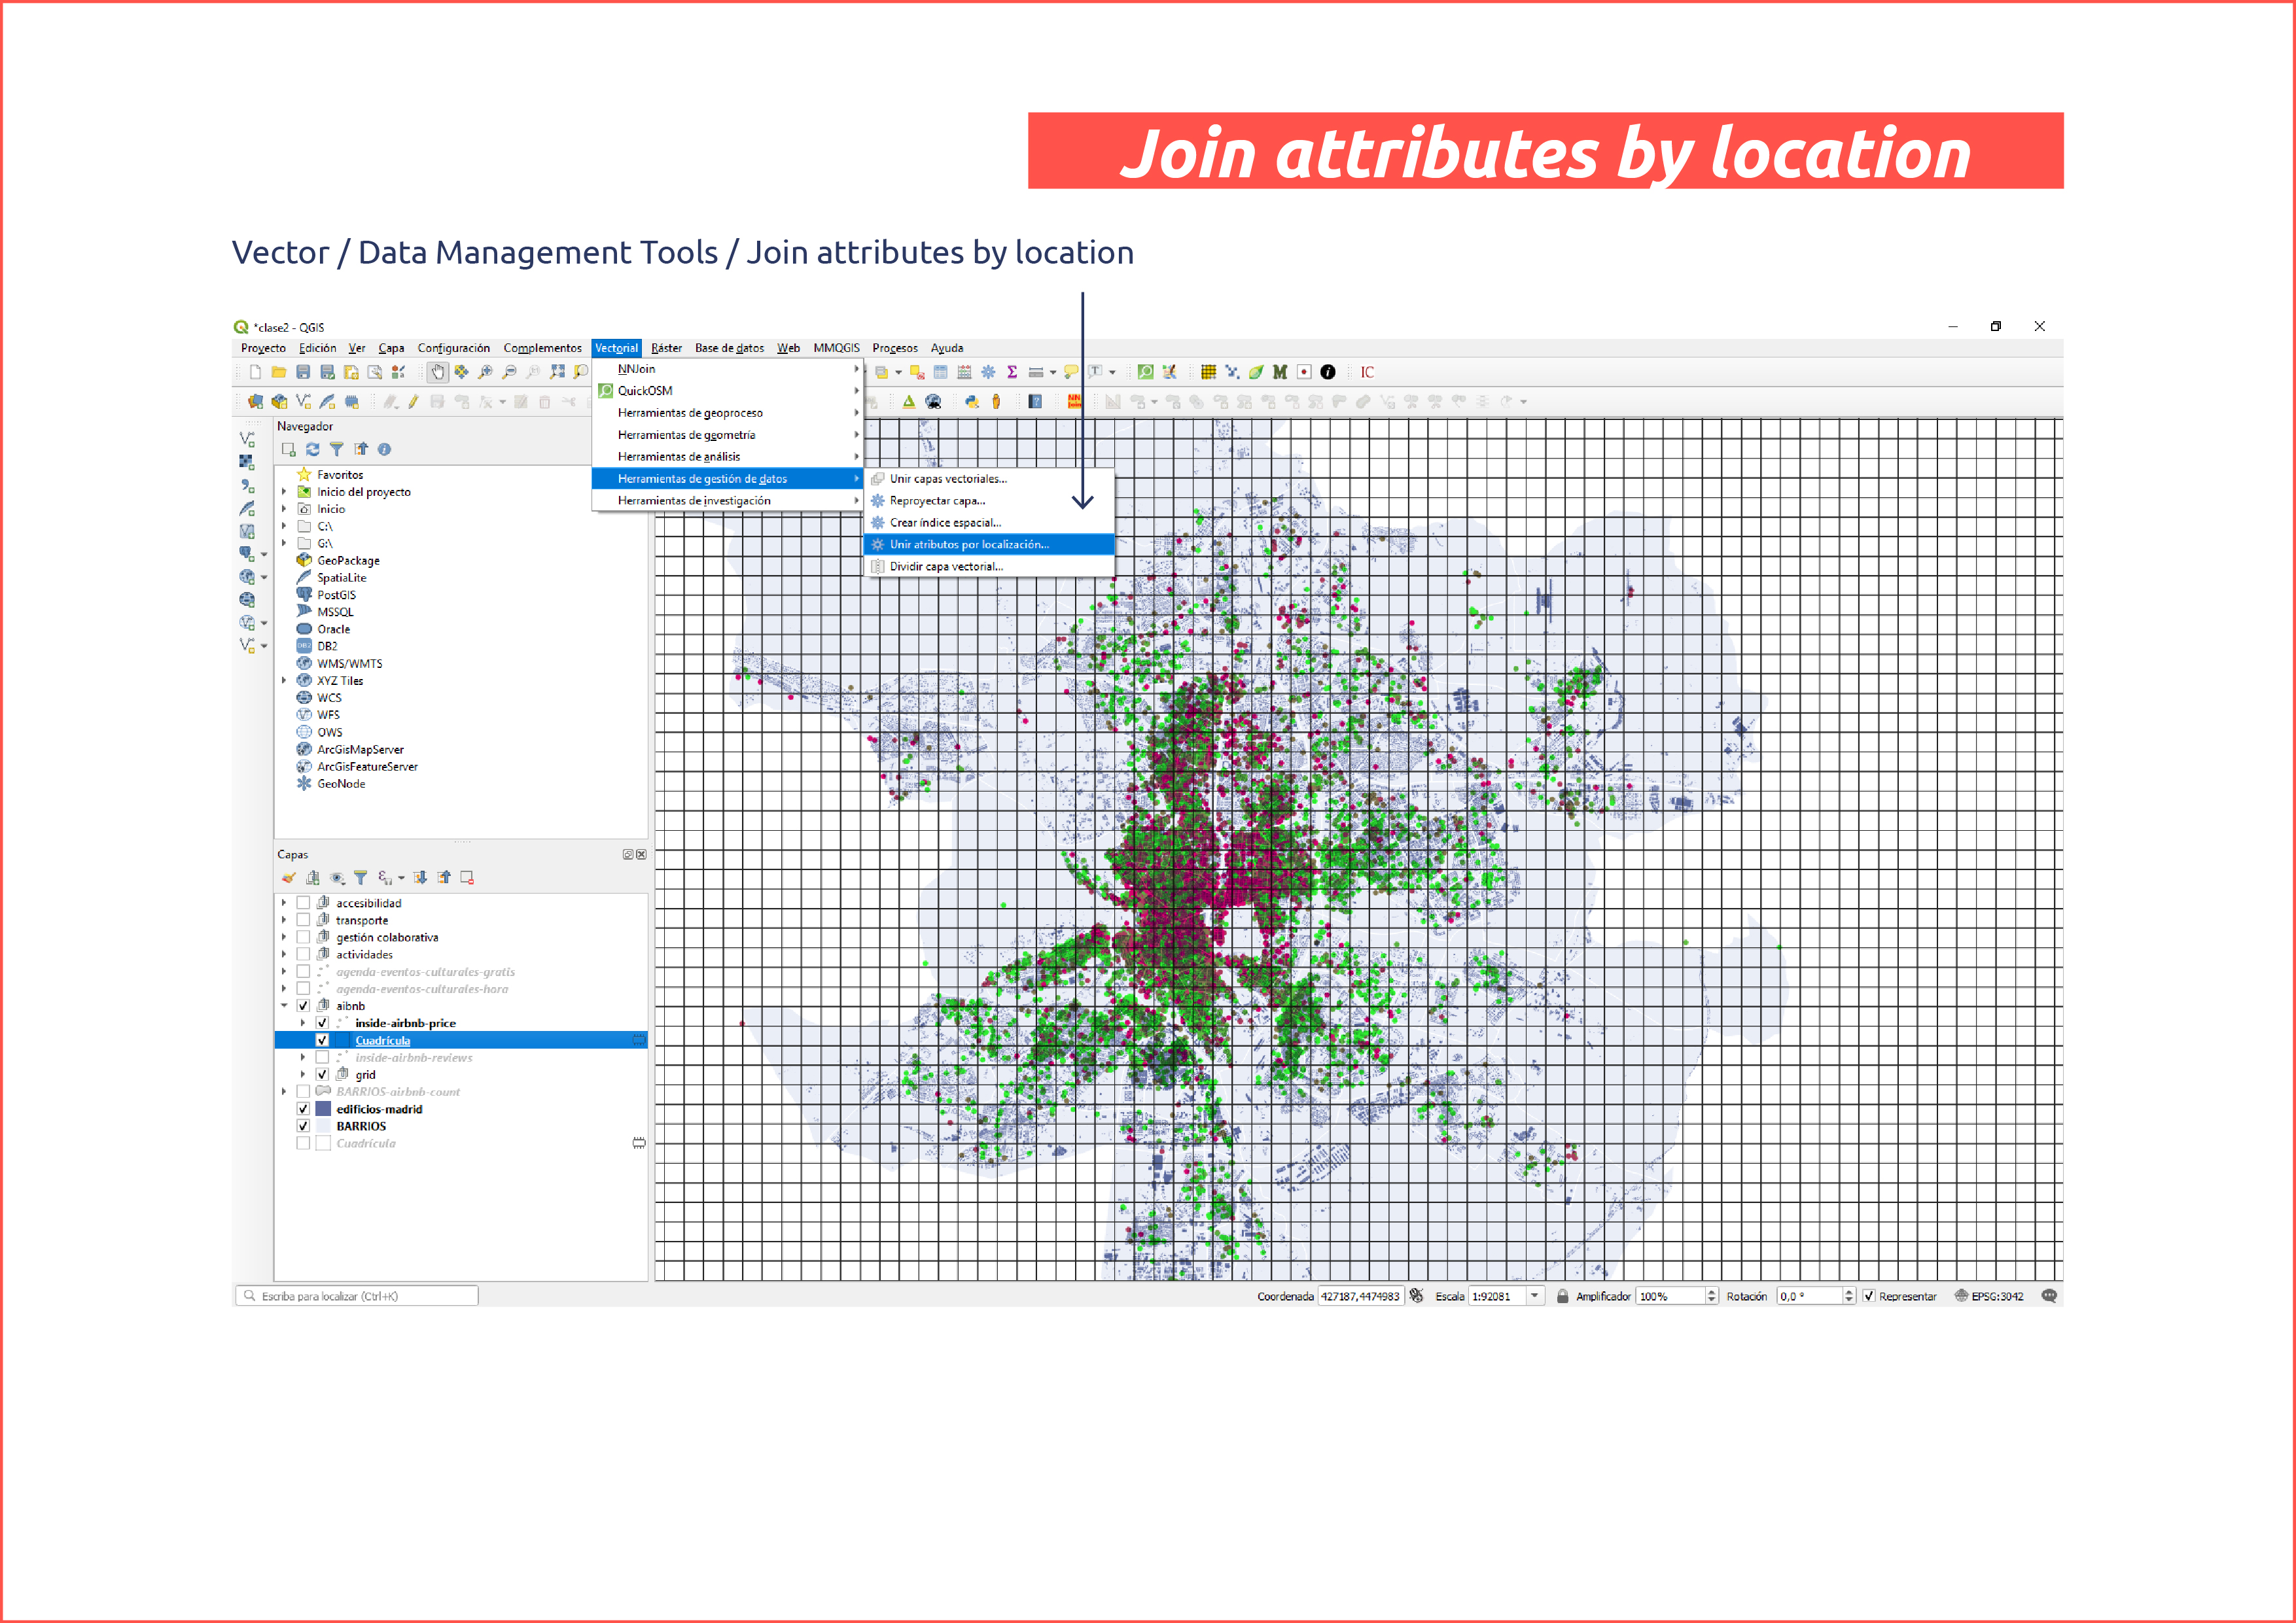 Join attributes by location
Vector / Data Management Tools / Join attributes by location
*clase2 - QGIS
Proyecto Edición Ver Capa Configuración Complementos Vectorial Ráster Base de datos Web MMQGIS Procesos Ayuda
NNJoin
QuickOSM
Herramientas de geoproceso
Herramientas de geometría
Herramientas de análisis
Herramientas de gestión de datos
Herramientas de investigación
Unir capas vectoriales...
Reproyectar capa...
Crear índice espacial...
Unir atributos por localización...
Dividir capa vectorial...
IC
Navegador
Favoritos
Inicio del proyecto
Inicio
C:\
G:\
GeoPackage
SpatiaLite
PostGIS
MSSQL
Oracle
DB2
WMS/WMTS
XYZ Tiles
WCS
WFS
OWS
ArcGisMapServer
ArcGisFeatureServer
GeoNode
Capas
accesibilidad
transporte
gestión colaborativa
actividades
agenda-eventos-culturales-gratis
agenda-eventos-culturales-hora
aibnb
inside-airbnb-price
Cuadrícula
inside-airbnb-reviews
grid
BARRIOS-airbnb-count
edificios-madrid
BARRIOS
Cuadrícula
Escriba para localizar (Ctrl+K)
Coordenada 427187,4474983 Escala 1:92081 Amplificador 100% Rotación 0,0 ° Representar EPSG:3042